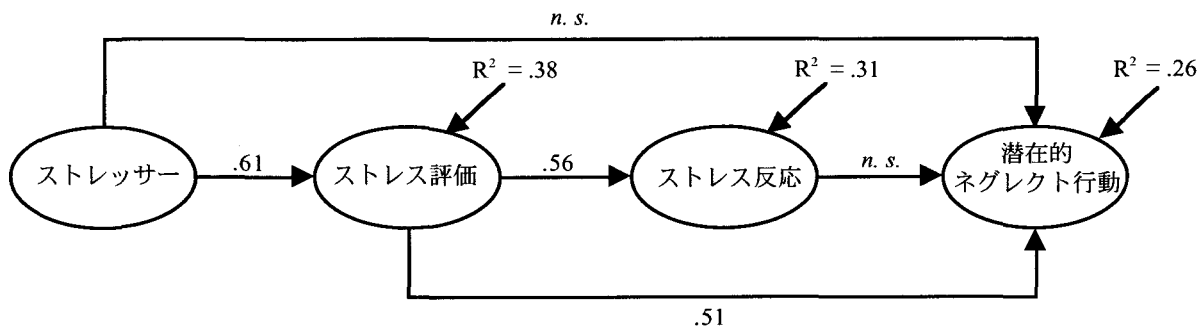 n. s.
R² = .38
R² = .31
R² = .26
ストレッサー
.61
ストレス評価
.56
ストレス反応
n. s.
潜在的
ネグレクト行動
.51